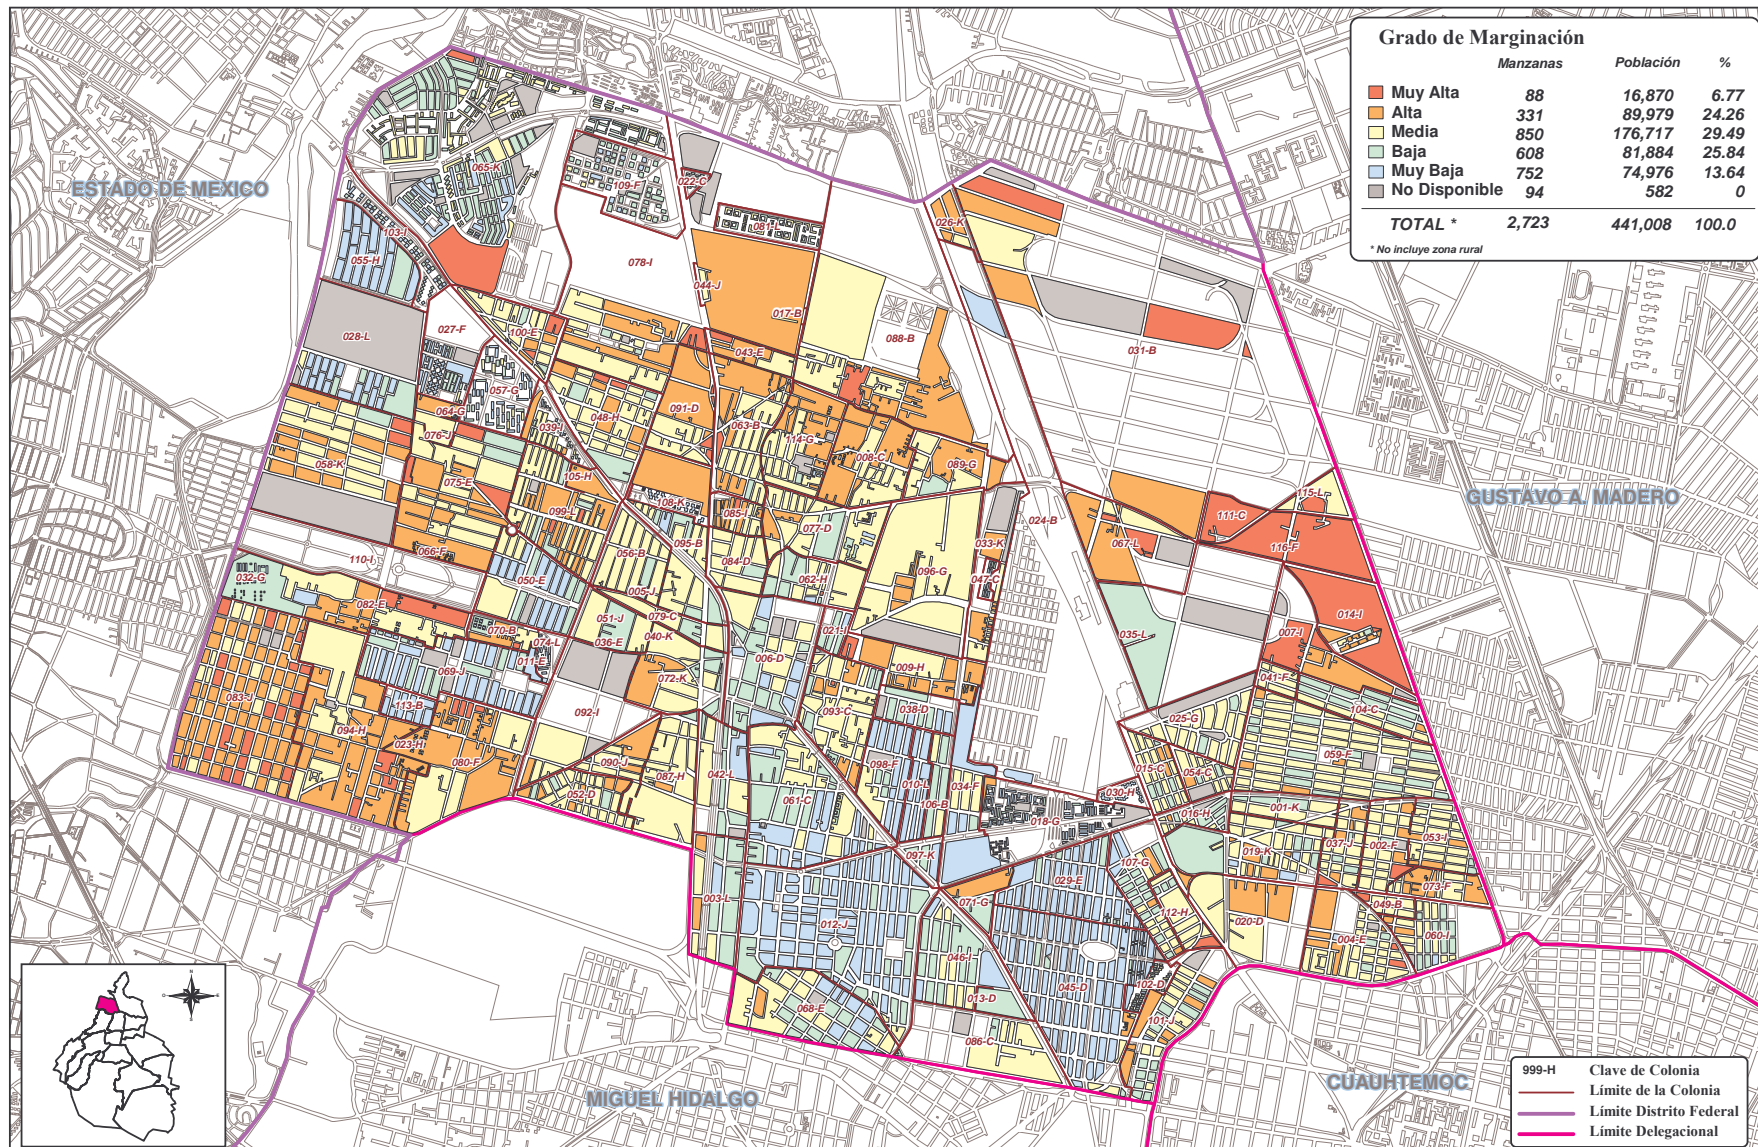 Grado de Marginación
Manzanas Población %
Muy Alta 88 16,870 6.77
Alta 331 89,979 24.26
Media 850 176,717 29.49
Baja 608 81,884 25.84
Muy Baja 752 74,976 13.64
No Disponible 94 582 0
TOTAL * 2,723 441,008 100.0
* No incluye zona rural
ESTADO DE MEXICO
GUSTAVO A. MADERO
MIGUEL HIDALGO
CUAUHTEMOC
065-K
109-F
022-C
081-L
026-K
103-I
055-H
078-I
044-J
017-B
028-L
027-F
100-E
043-E
088-B
031-B
057-G
064-G
039-I
048-H
091-D
063-B
114-G
008-C
089-G
076-J
058-K
075-E
105-H
099-L
108-K
085-I
077-D
033-K
024-B
067-L
111-C
115-L
116-F
066-F
110-I
056-B
095-B
084-D
062-H
096-G
047-C
032-G
082-E
050-E
005-J
051-J
079-C
036-E
040-K
070-B
074-L
011-E
021-I
006-D
009-H
035-L
007-I
014-I
041-F
069-J
072-K
083-J
113-B
094-H
023-H
080-F
092-I
093-C
038-D
025-G
104-C
059-F
090-J
087-H
042-L
052-D
061-C
098-F
010-L
106-B
034-F
015-C
054-C
030-H
018-G
016-H
001-K
019-K
037-J
002-F
053-I
097-K
029-E
107-G
073-F
003-L
071-G
112-H
049-B
012-J
020-D
004-E
060-I
046-I
045-D
102-D
068-E
013-D
101-J
086-C
999-H Clave de Colonia
Límite de la Colonia
Límite Distrito Federal
Límite Delegacional